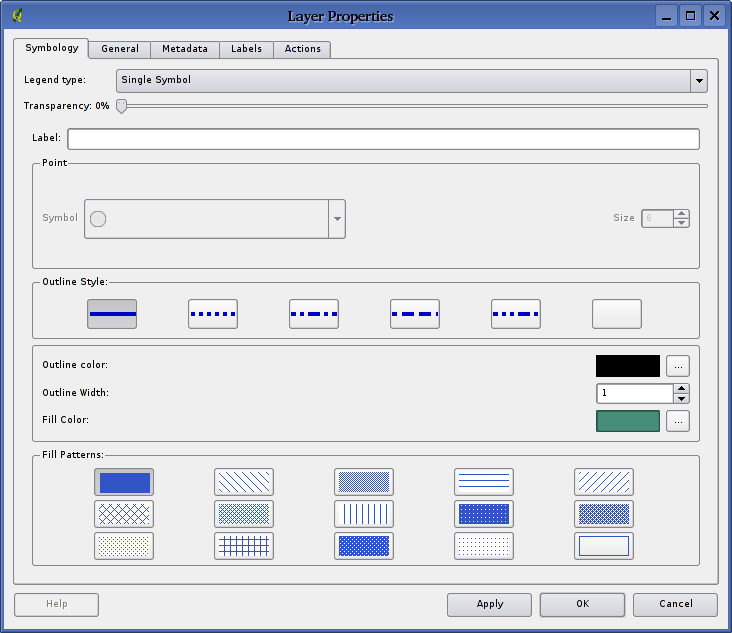 Layer Properties
Symbology General Metadata Labels Actions
Legend type: Single Symbol
Transparency: 0%
Label:
Point
Symbol Size 6
Outline Style:
Outline color: ...
Outline Width: 1
Fill Color: ...
Fill Patterns:
Help Apply OK Cancel